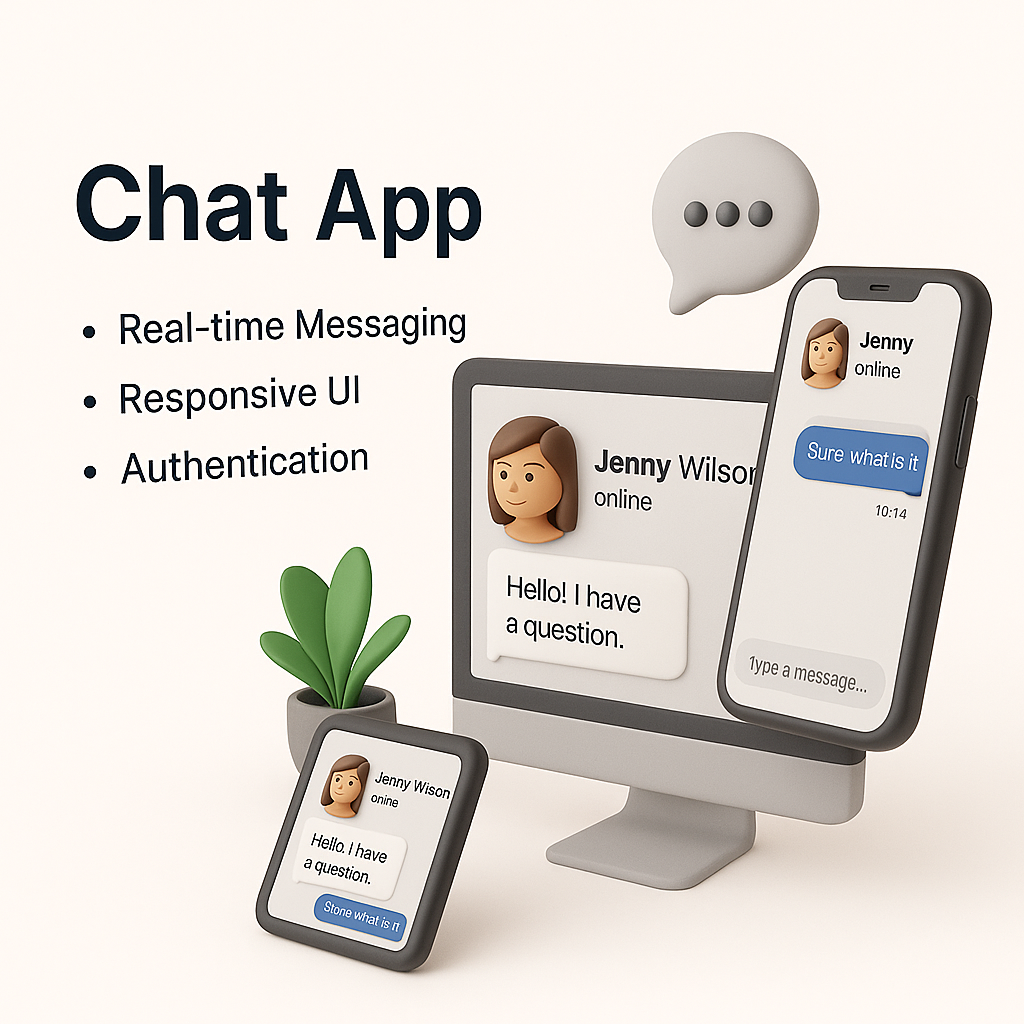 Chat App
• Real-time Messaging
• Responsive UI
• Authentication
Jenny Wilson
online
Hello! I have
a question.
Jenny
online
Sure what is it
10:14
1ype a message...
Jenny Wison
onine
Hello. I have
a question.
Stone what is it